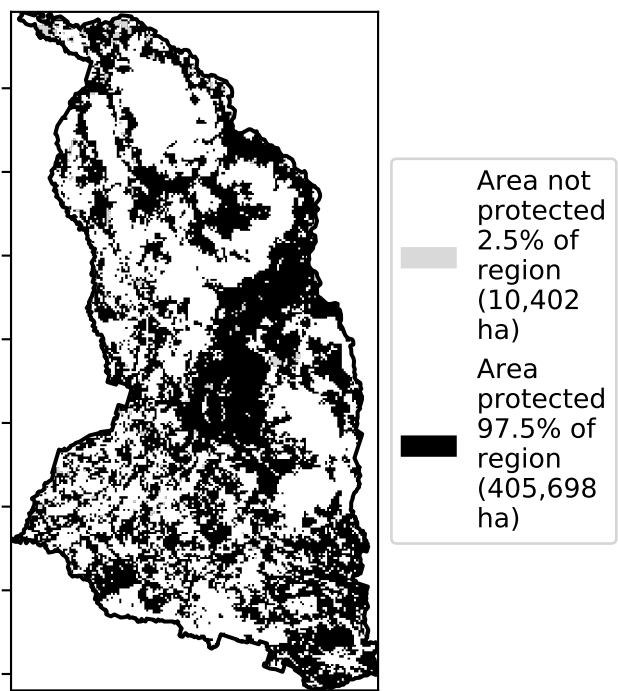 Area not
protected
2.5% of
region
(10,402
ha)
Area
protected
97.5% of
region
(405,698
ha)